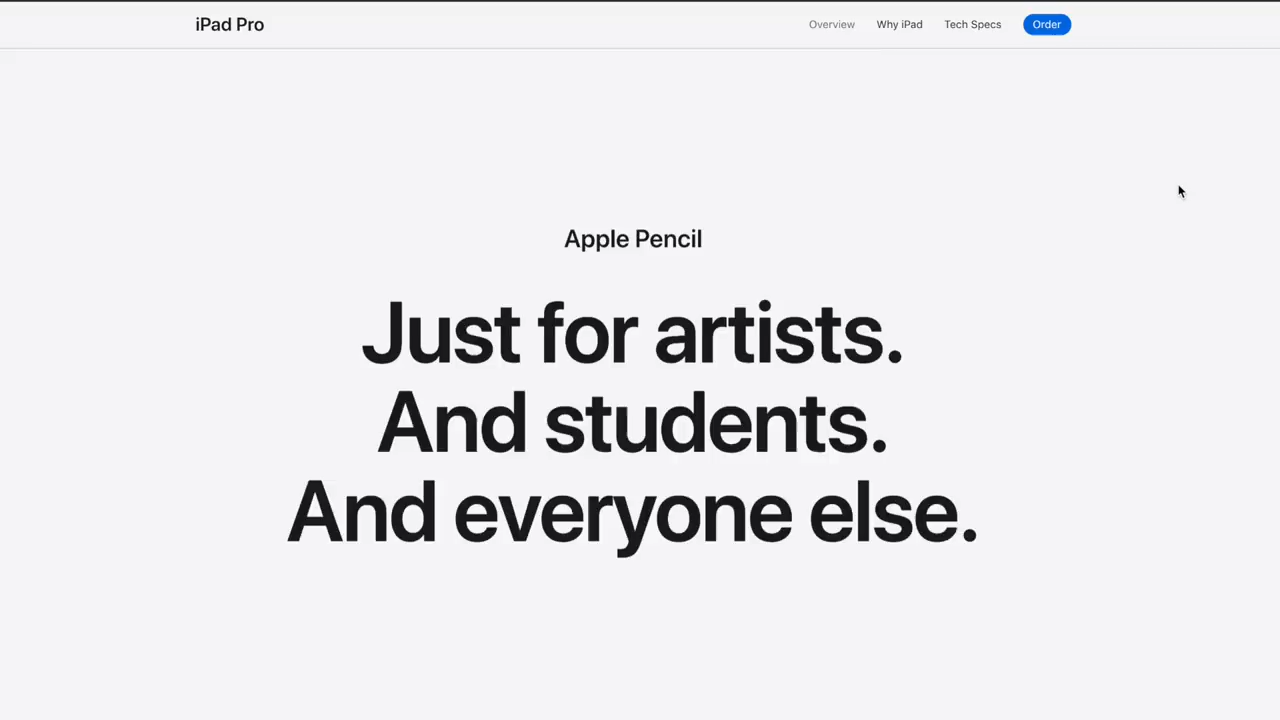 iPad Pro
Overview
Why iPad
Tech Specs
Order
Apple Pencil
Just for artists.
And students.
And everyone else.